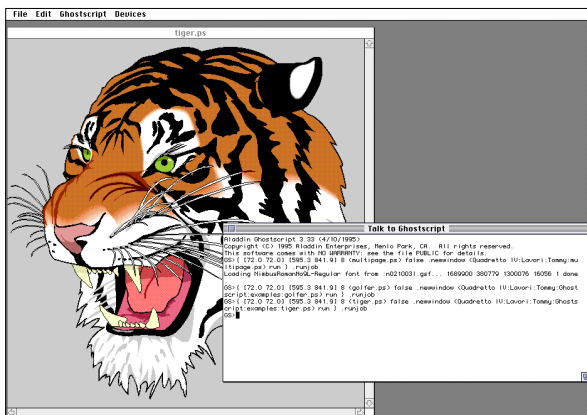 File Edit Ghostscript Devices
tiger.ps
Talk to Ghostscript
Aladdin Ghostscript 3.33 (4/10/1995)
Copyright (C) 1995 Aladdin Enterprises, Menlo Park, CA. All rights reserved.
This software comes with NO WARRANTY: see the file PUBLIC for details.
GS>{ [72.0 72.0] [595.3 841.9] 8 (multipage.ps) false .newwindow (Quadretto IV:Lavori:Tommy:mu
ltipage.ps) run } .runjob
Loading NimbusRomanNo9L-Regular font from :n021003l.gsf... 1689900 380779 1300076 16056 1 done
GS>{ [72.0 72.0] [595.3 841.9] 8 (golfer.ps) false .newwindow (Quadretto IV:Lavori:Tommy:Ghost
script:examples:golfer.ps) run } .runjob
GS>{ [72.0 72.0] [595.3 841.9] 8 (tiger.ps) false .newwindow (Quadretto IV:Lavori:Tommy:Ghosts
cript:examples:tiger.ps) run } .runjob
GS>